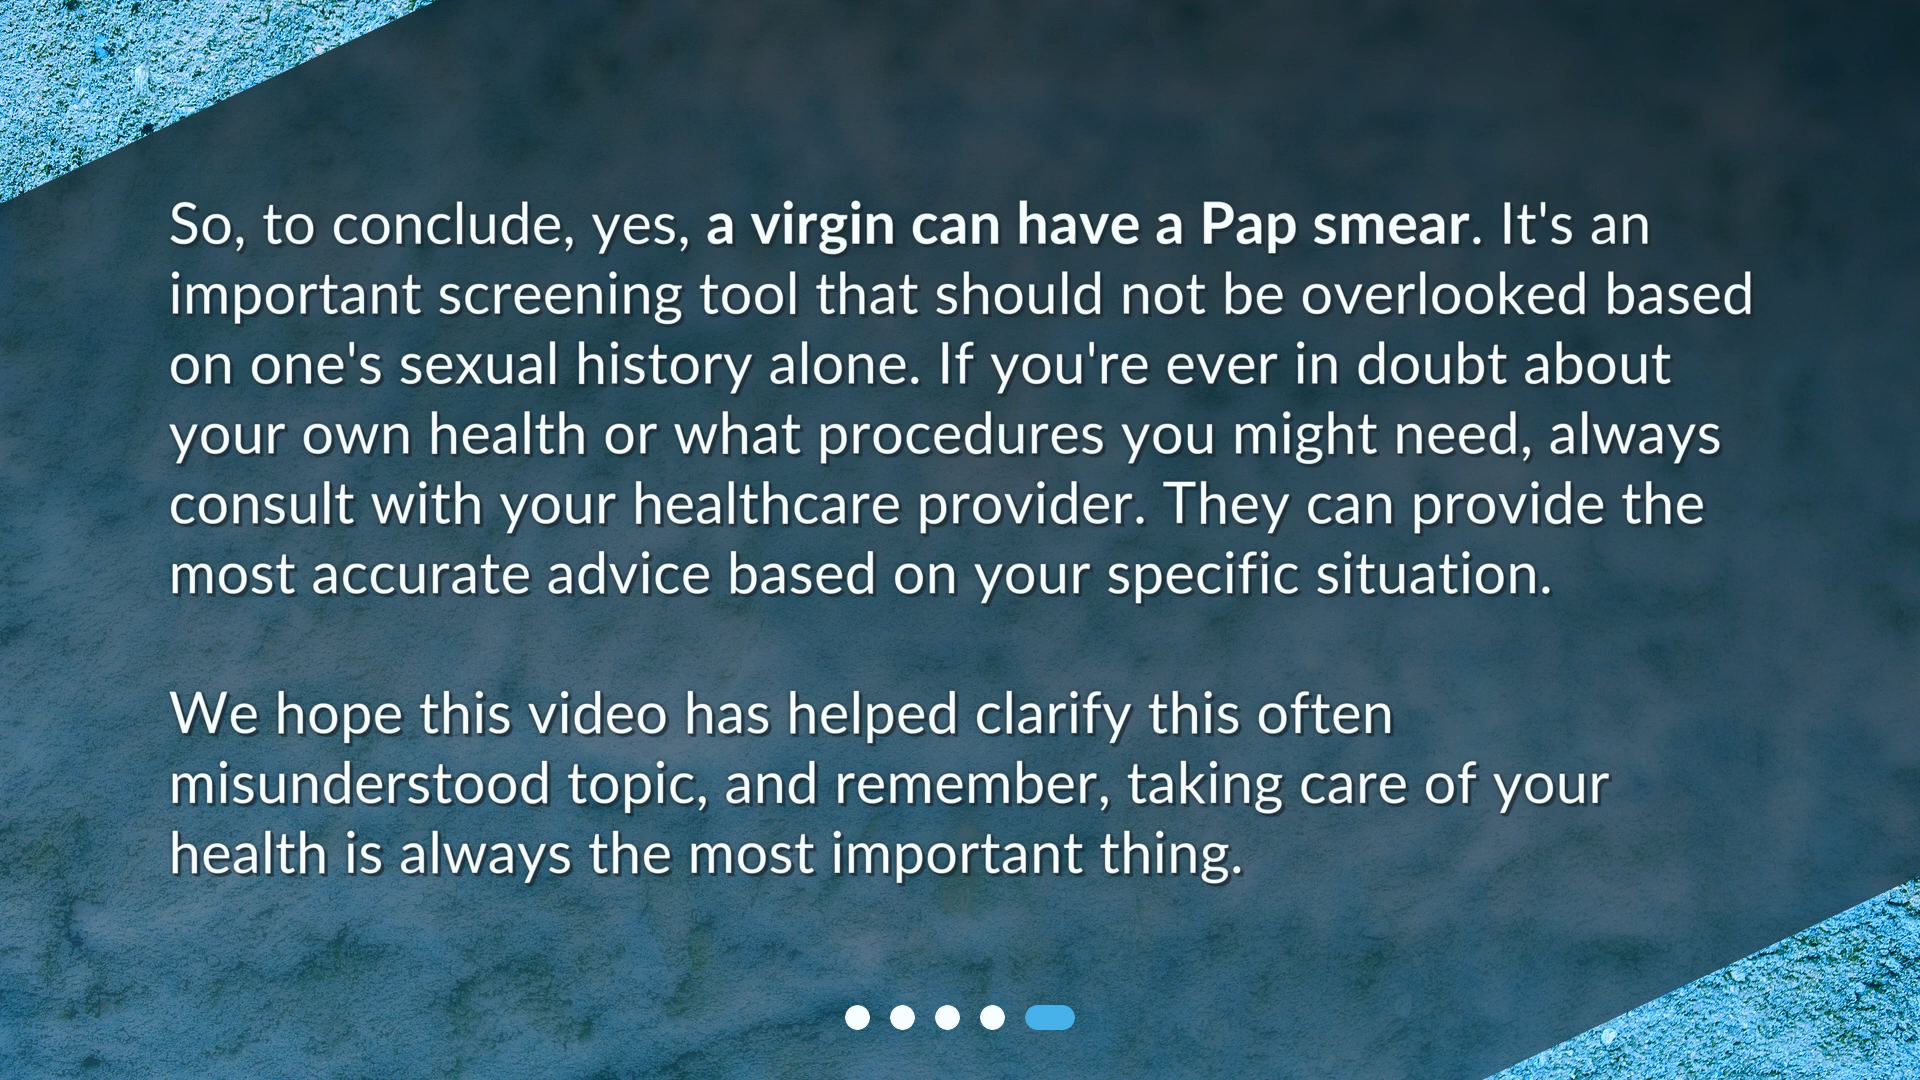 So, to conclude, yes, a virgin can have a Pap smear. It's an
important screening tool that should not be overlooked based
on one's sexual history alone. If you're ever in doubt about
your own health or what procedures you might need, always
consult with your healthcare provider. They can provide the
most accurate advice based on your specific situation.
We hope this video has helped clarify this often
misunderstood topic, and remember, taking care of your
health is always the most important thing.